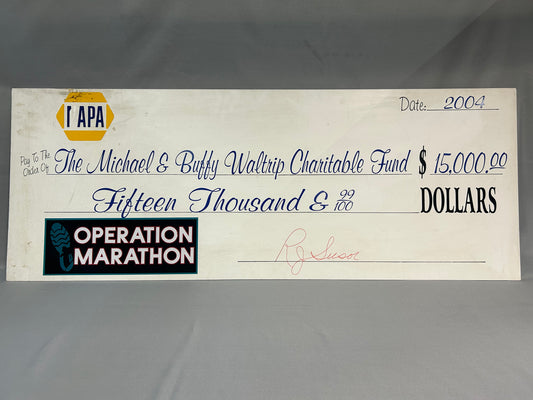 NAPA
Date: 2004
Pay To The
Order Of The Michael & Buffy Waltrip Charitable Fund $ 15,000.00
Fifteen Thousand & 99/100 DOLLARS
OPERATION
MARATHON